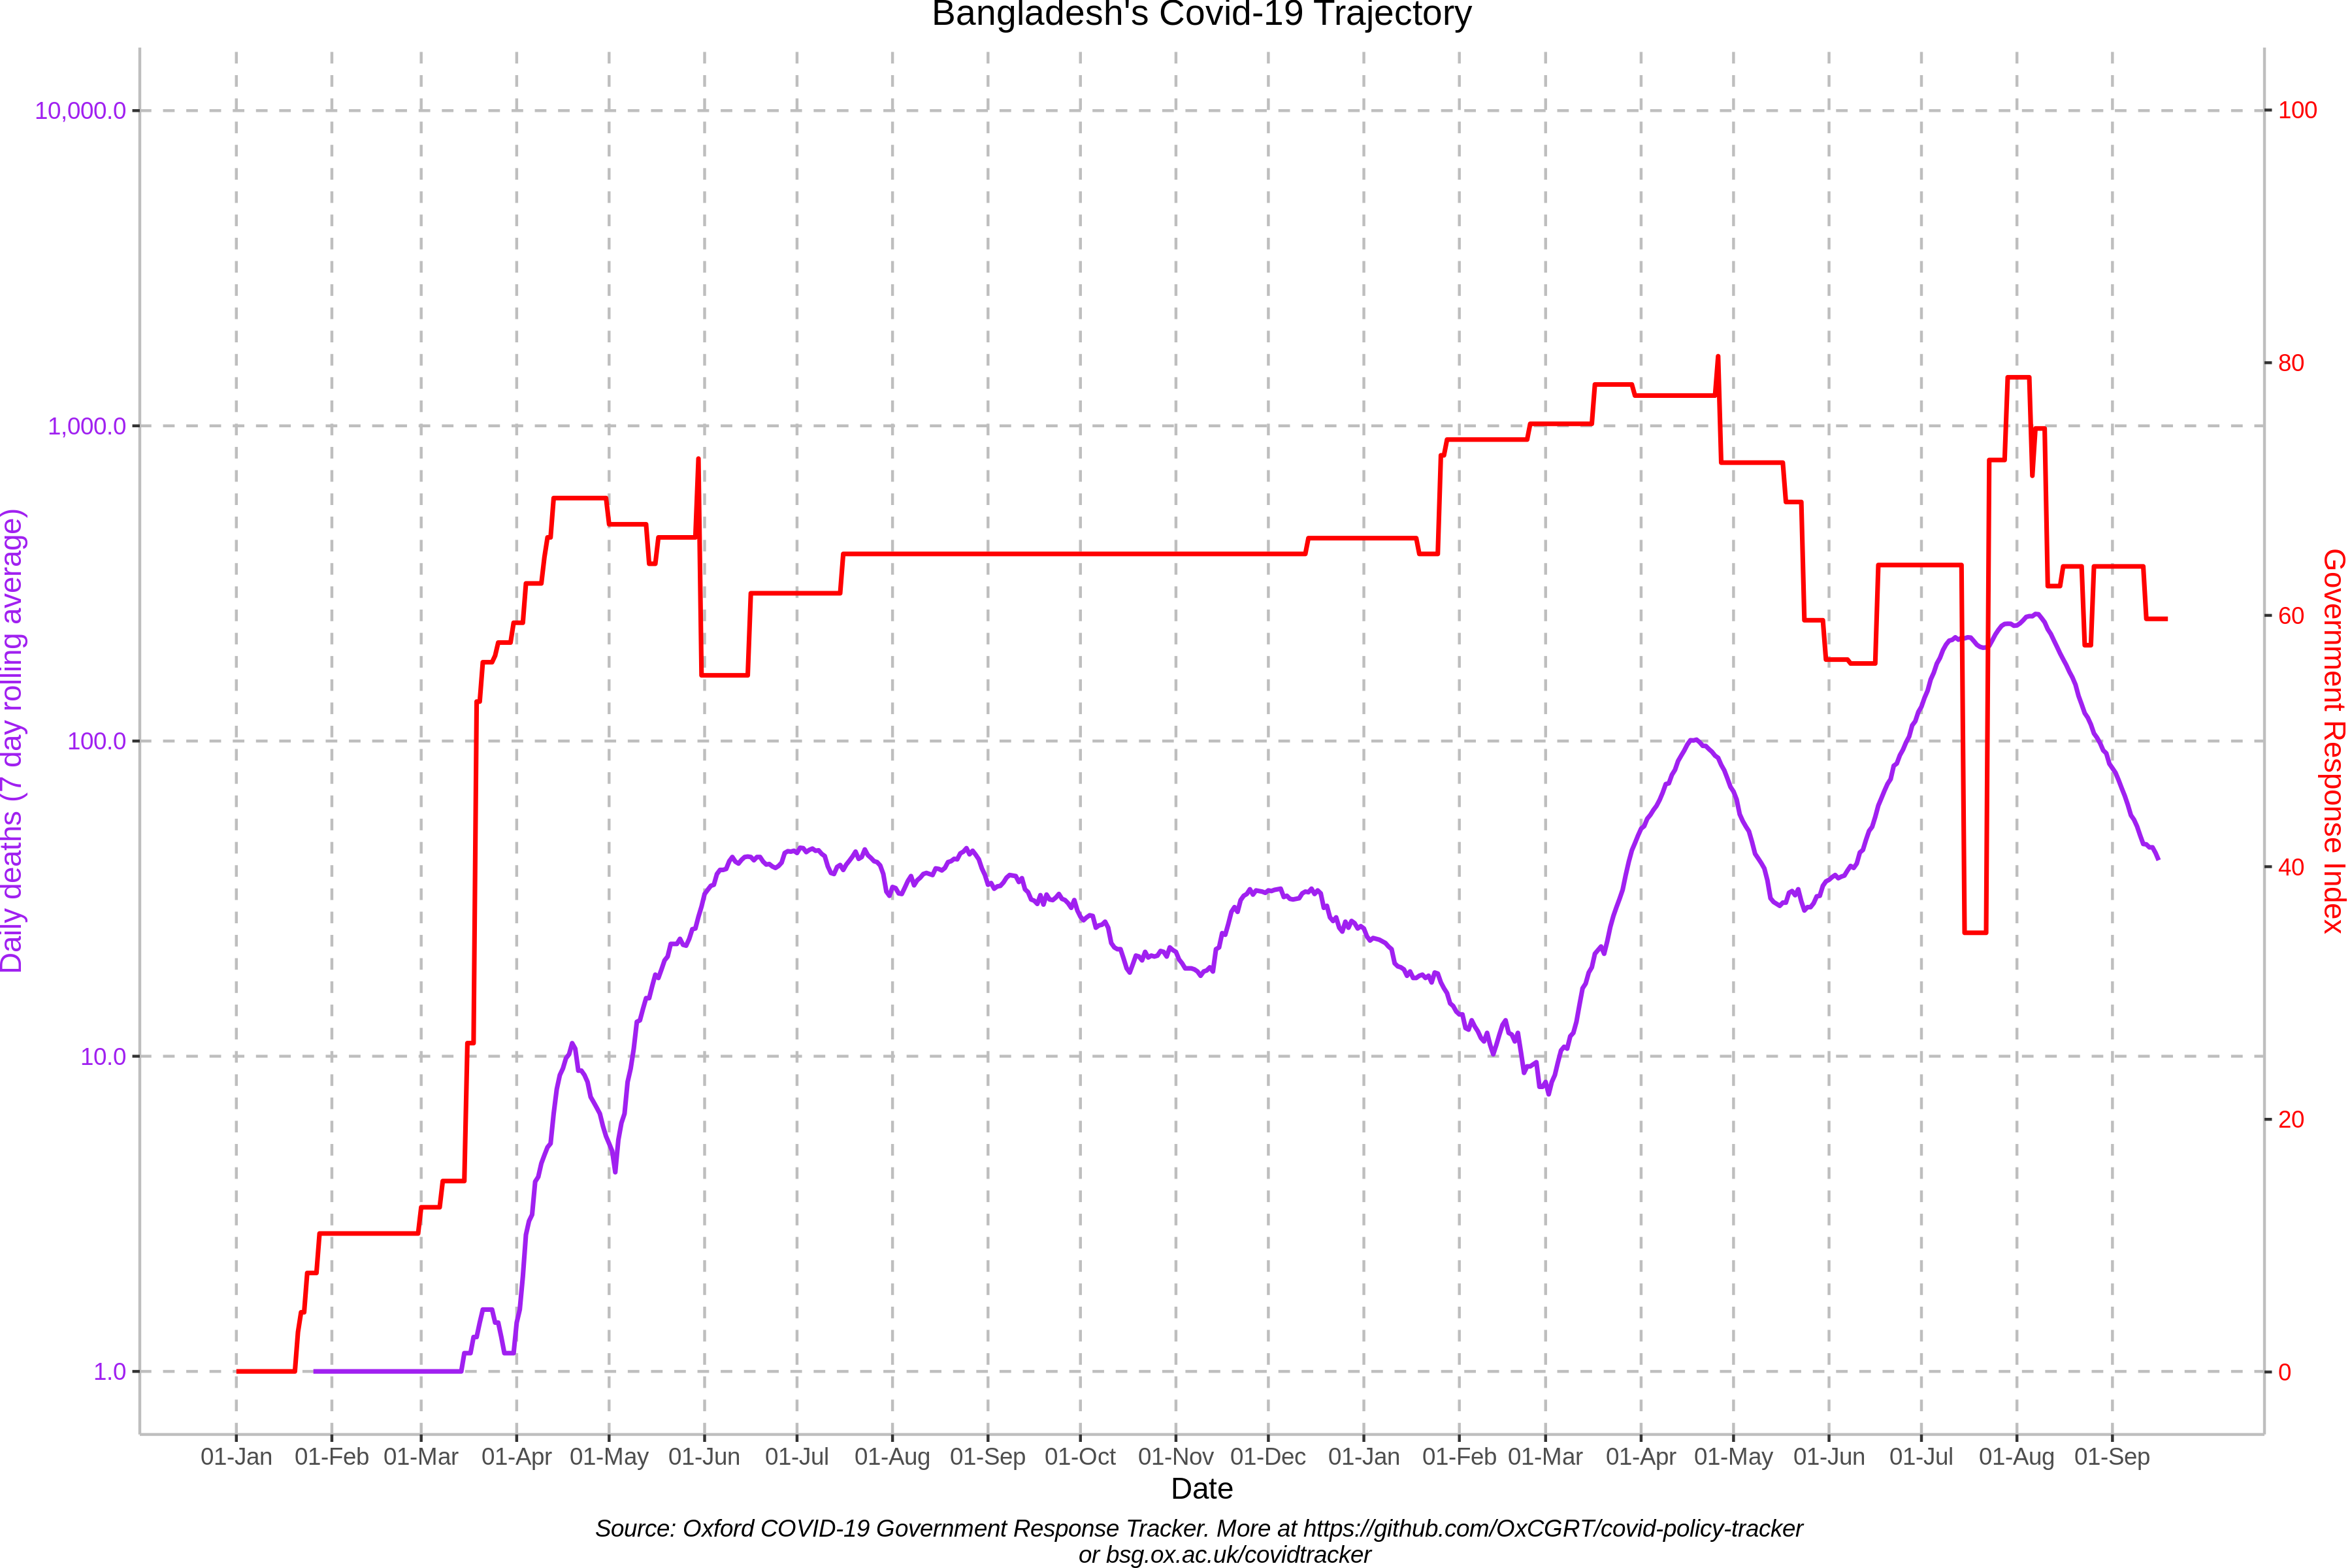 Bangladesh's Covid-19 Trajectory
10,000.0
1,000.0
100.0
10.0
1.0
Daily deaths (7 day rolling average)
100
80
60
40
20
0
Government Response Index
01-Jan 01-Feb 01-Mar 01-Apr 01-May 01-Jun 01-Jul 01-Aug 01-Sep 01-Oct 01-Nov 01-Dec 01-Jan 01-Feb 01-Mar 01-Apr 01-May 01-Jun 01-Jul 01-Aug 01-Sep
Date
Source: Oxford COVID-19 Government Response Tracker. More at https://github.com/OxCGRT/covid-policy-tracker
or bsg.ox.ac.uk/covidtracker